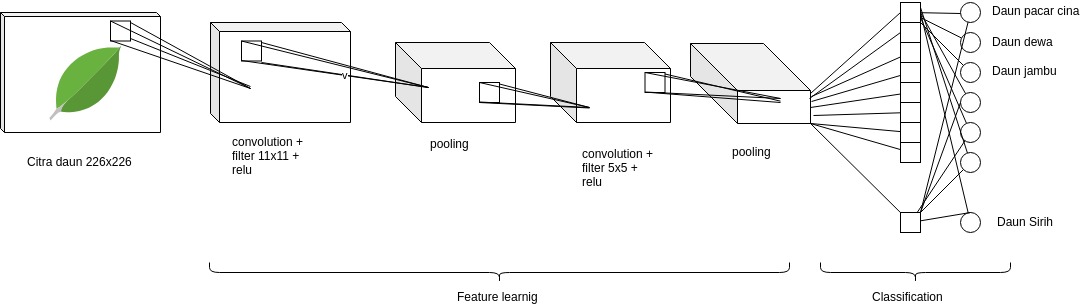 Daun pacar cina
Daun dewa
Daun jambu
v
convolution +
filter 11x11 +
relu
pooling
convolution +
filter 5x5 +
relu
pooling
Citra daun 226x226
Daun Sirih
Feature learnig
Classification